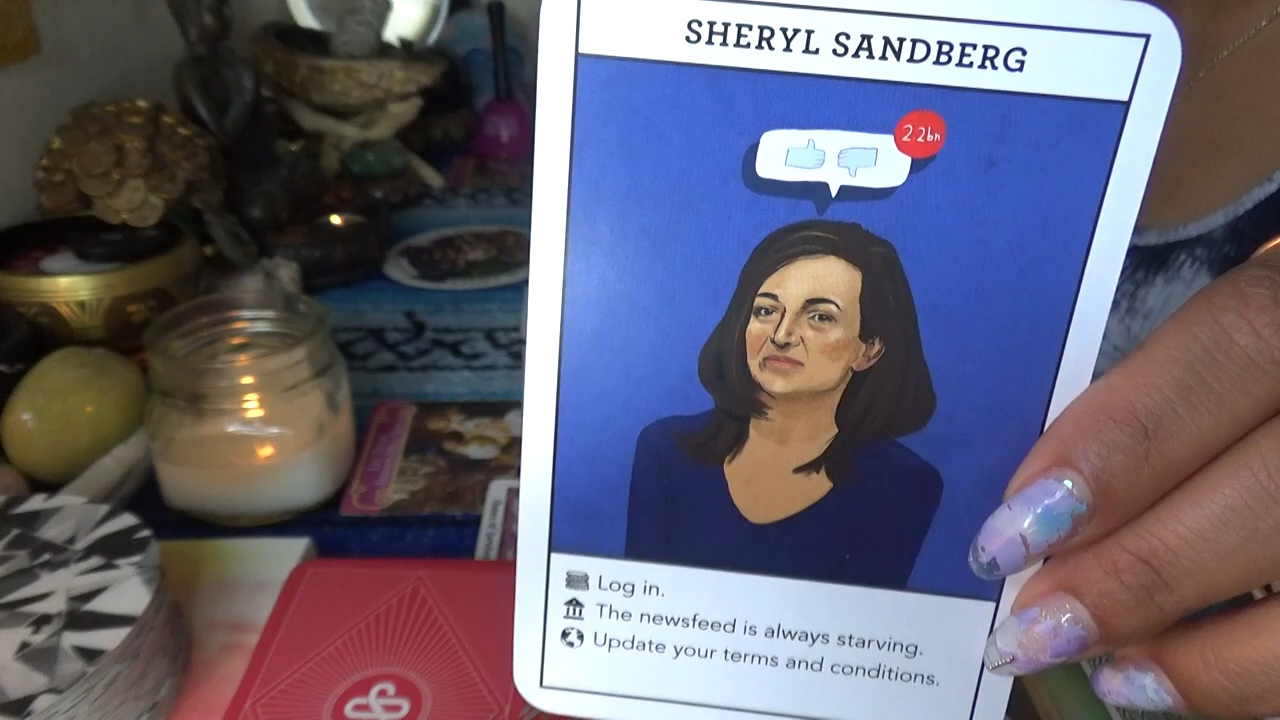 SHERYL SANDBERG
2.2bn
Log in.
The newsfeed is always starving.
Update your terms and conditions.